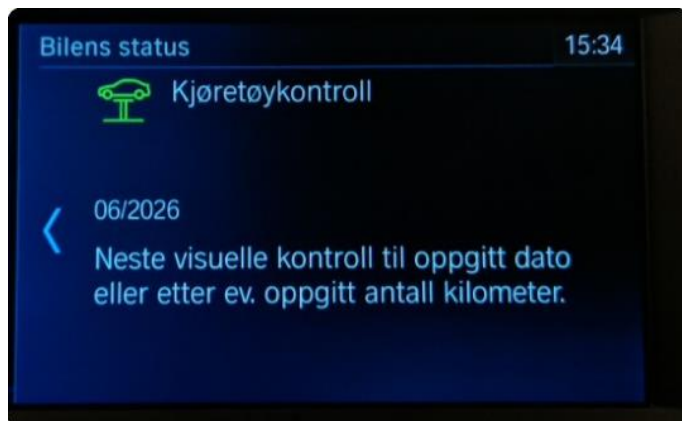 Bilens status 15:34
Kjøretøykontroll
06/2026
Neste visuelle kontroll til oppgitt dato
eller etter ev. oppgitt antall kilometer.